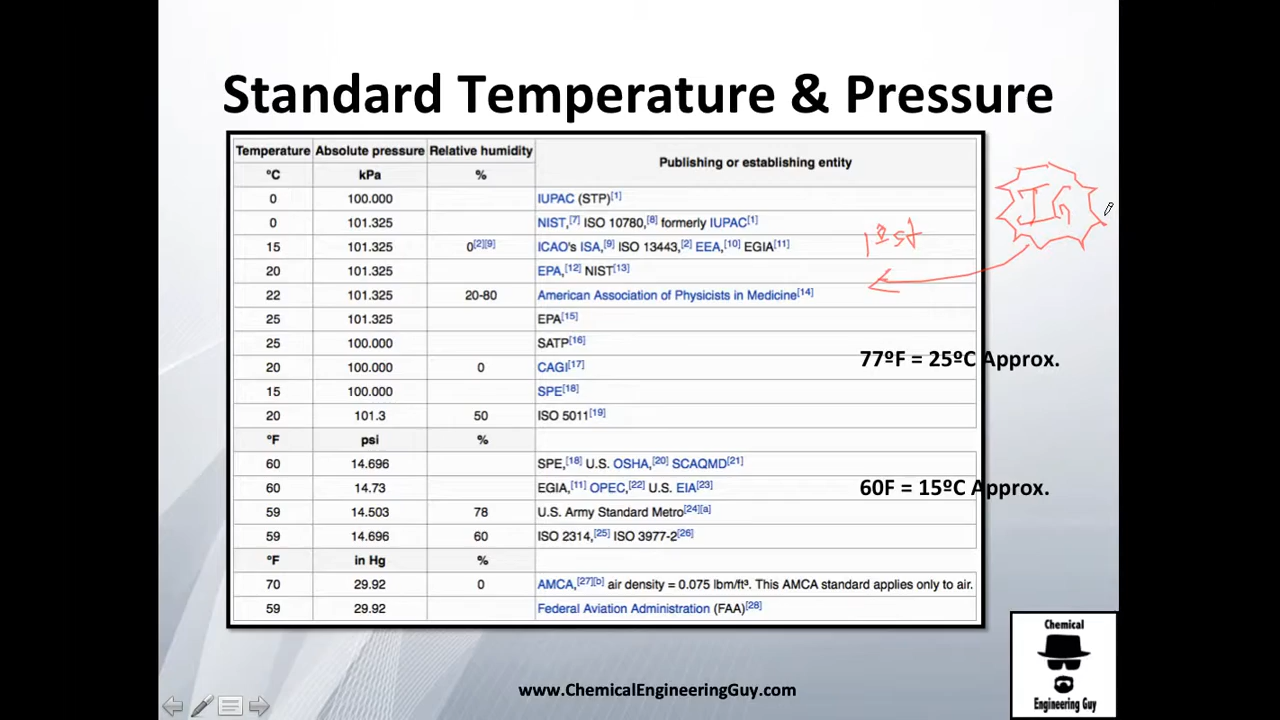 Standard Temperature & Pressure
Temperature Absolute pressure Relative humidity Publishing or establishing entity
°C kPa %
0 100.000 IUPAC (STP)[1]
0 101.325 NIST,[7] ISO 10780,[8] formerly IUPAC[1]
15 101.325 0[2][9] ICAO's ISA,[9] ISO 13443,[2] EEA,[10] EGIA[11]
20 101.325 EPA,[12] NIST[13]
22 101.325 20-80 American Association of Physicists in Medicine[14]
25 101.325 EPA[15]
25 100.000 SATP[16]
20 100.000 0 CAGI[17]
15 100.000 SPE[18]
20 101.3 50 ISO 5011[19]
°F psi %
60 14.696 SPE,[18] U.S. OSHA,[20] SCAQMD[21]
60 14.73 EGIA,[11] OPEC,[22] U.S. EIA[23]
59 14.503 78 U.S. Army Standard Metro[24][a]
59 14.696 60 ISO 2314,[25] ISO 3977-2[26]
°F in Hg %
70 29.92 0 AMCA,[27][b] air density = 0.075 lbm/ft³. This AMCA standard applies only to air.
59 29.92 Federal Aviation Administration (FAA)[28]
IG
77ºF = 25ºC Approx.
60F = 15ºC Approx.
www.ChemicalEngineeringGuy.com
Chemical
Engineering Guy